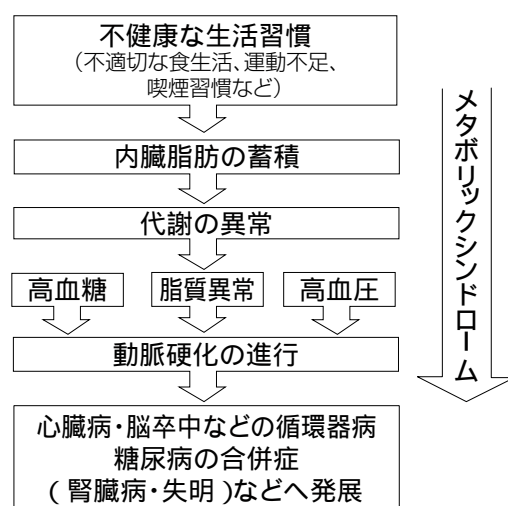 不健康な生活習慣
（不適切な食生活、運動不足、
喫煙習慣など）
内臓脂肪の蓄積
代謝の異常
高血糖
脂質異常
高血圧
動脈硬化の進行
心臓病・脳卒中などの循環器病
糖尿病の合併症
（腎臓病・失明）などへ発展
メタボリックシンドローム